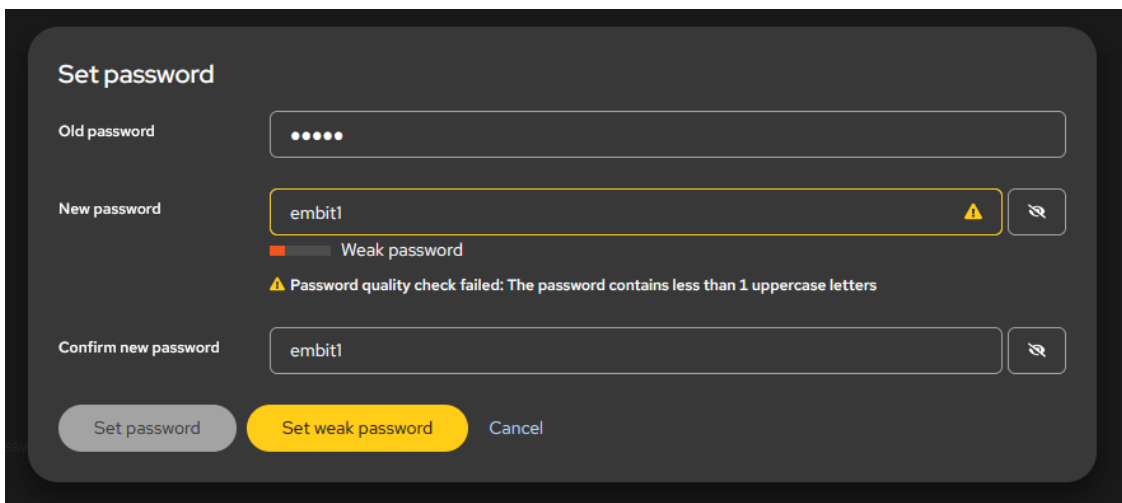 Set password
Old password
•••••
New password
embit1
Weak password
Password quality check failed: The password contains less than 1 uppercase letters
Confirm new password
embit1
Set password Set weak password Cancel